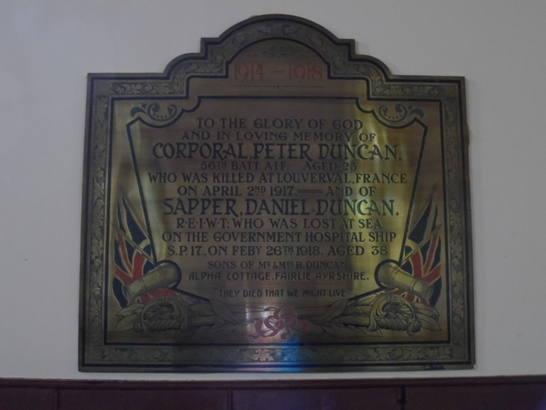 1914-1918
TO THE GLORY OF GOD
AND IN LOVING MEMORY OF
CORPORAL, PETER DUNCAN.
56TH BATT A.I.F. AGED 25
WHO WAS KILLED AT LOUVERVAL, FRANCE
ON APRIL 2ND 1917. AND OF
SAPPER, DANIEL DUNCAN.
R·E·I·W·T: WHO WAS LOST AT SEA
ON THE GOVERNMENT HOSPITAL SHIP
S.P.17, ON FEBY 26TH 1918. AGED 38
SONS OF MR & MRS R. DUNCAN
ALPHA COTTAGE, FAIRLIE, AYRSHIRE.
"THEY DIED THAT WE MIGHT LIVE